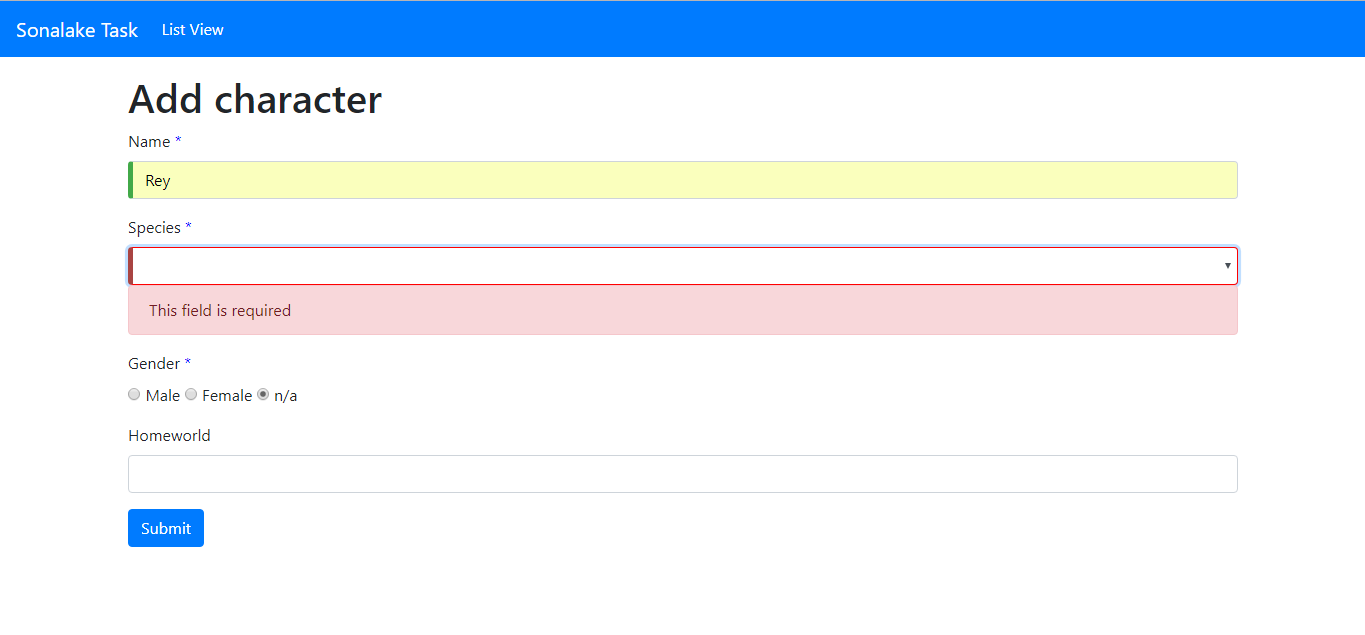 Sonalake Task List View
Add character
Name *
Rey
Species *
This field is required
Gender *
Male Female n/a
Homeworld
Submit